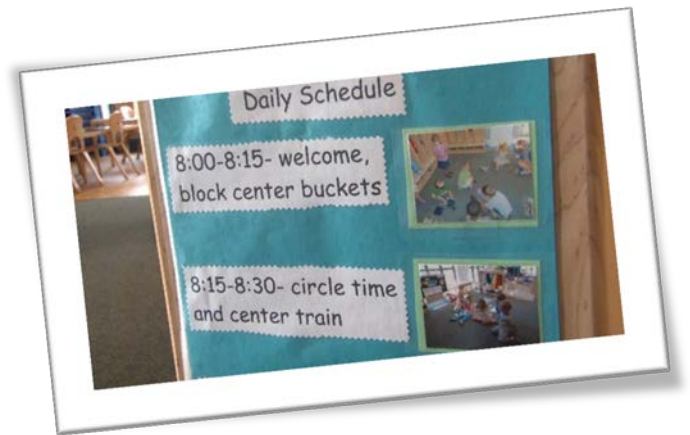 Daily Schedule
8:00-8:15- welcome,
block center buckets
8:15-8:30- circle time
and center train